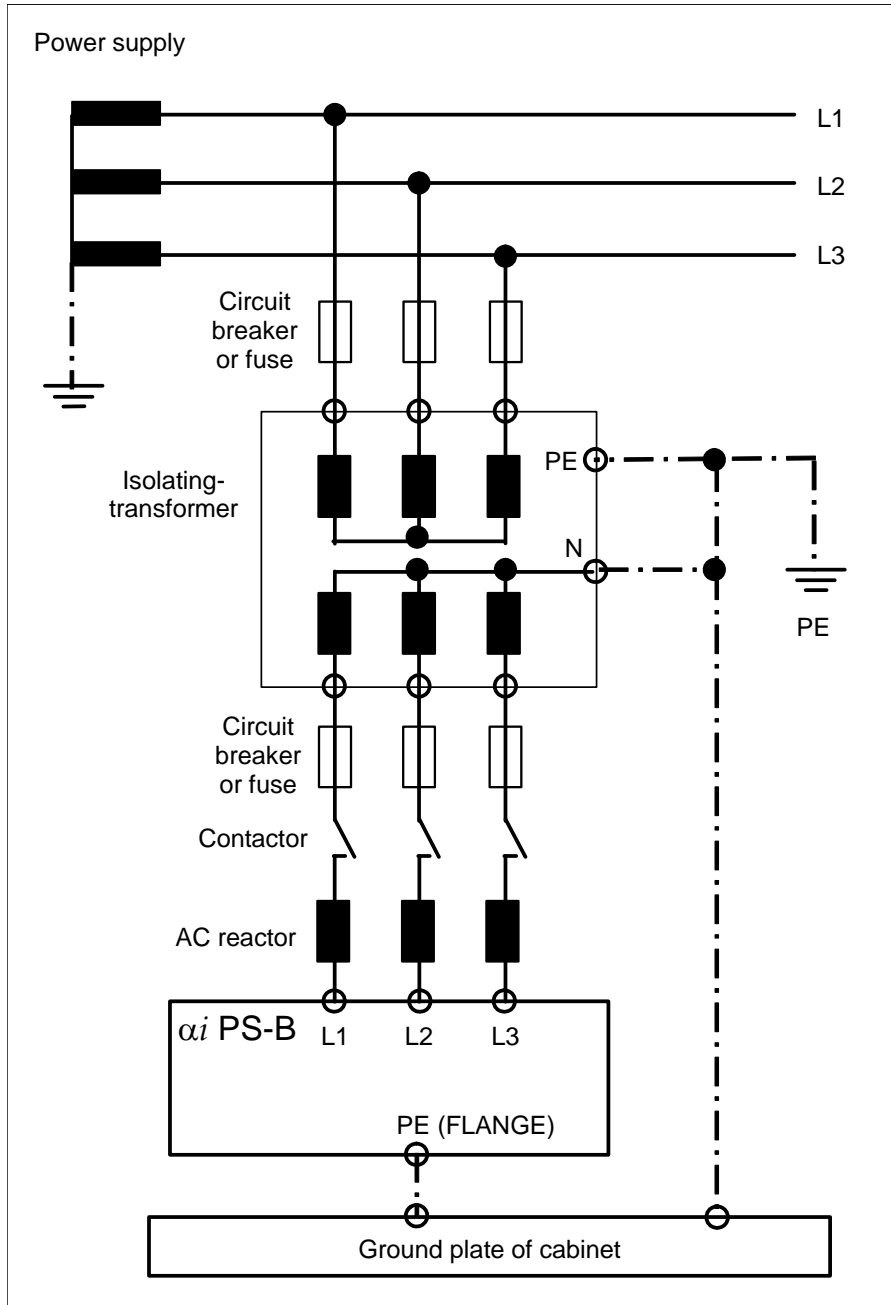 Power supply
L1
L2
L3
Circuit
breaker
or fuse
PE
Isolating-
transformer
N
PE
Circuit
breaker
or fuse
Contactor
AC reactor
αi PS-B
L1
L2
L3
PE (FLANGE)
Ground plate of cabinet